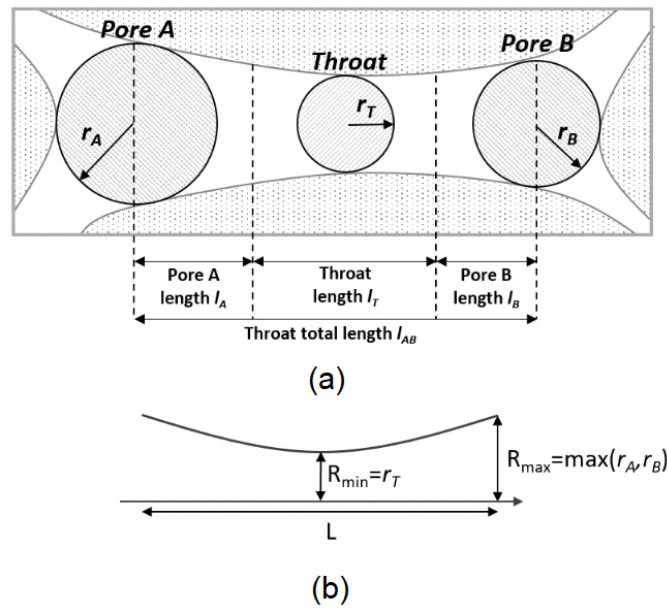 Pore A
Throat
Pore B
r_A
r_T
r_B
Pore A
length l_A
Throat
length l_T
Pore B
length l_B
Throat total length l_AB
(a)
R_min=r_T
R_max=max(r_A,r_B)
L
(b)